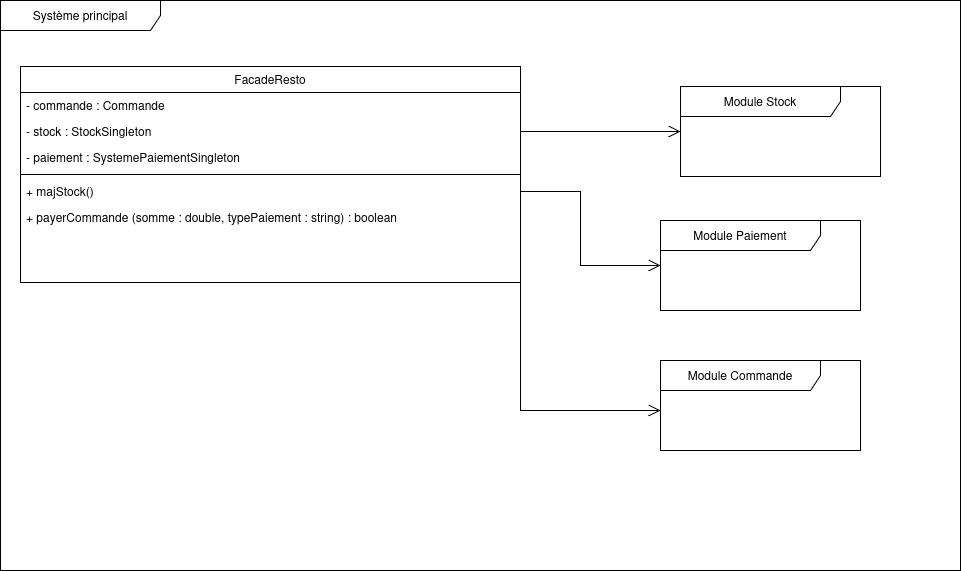 Système principal
FacadeResto
- commande : Commande
- stock : StockSingleton
- paiement : SystemePaiementSingleton
+ majStock()
+ payerCommande (somme : double, typePaiement : string) : boolean
Module Stock
Module Paiement
Module Commande